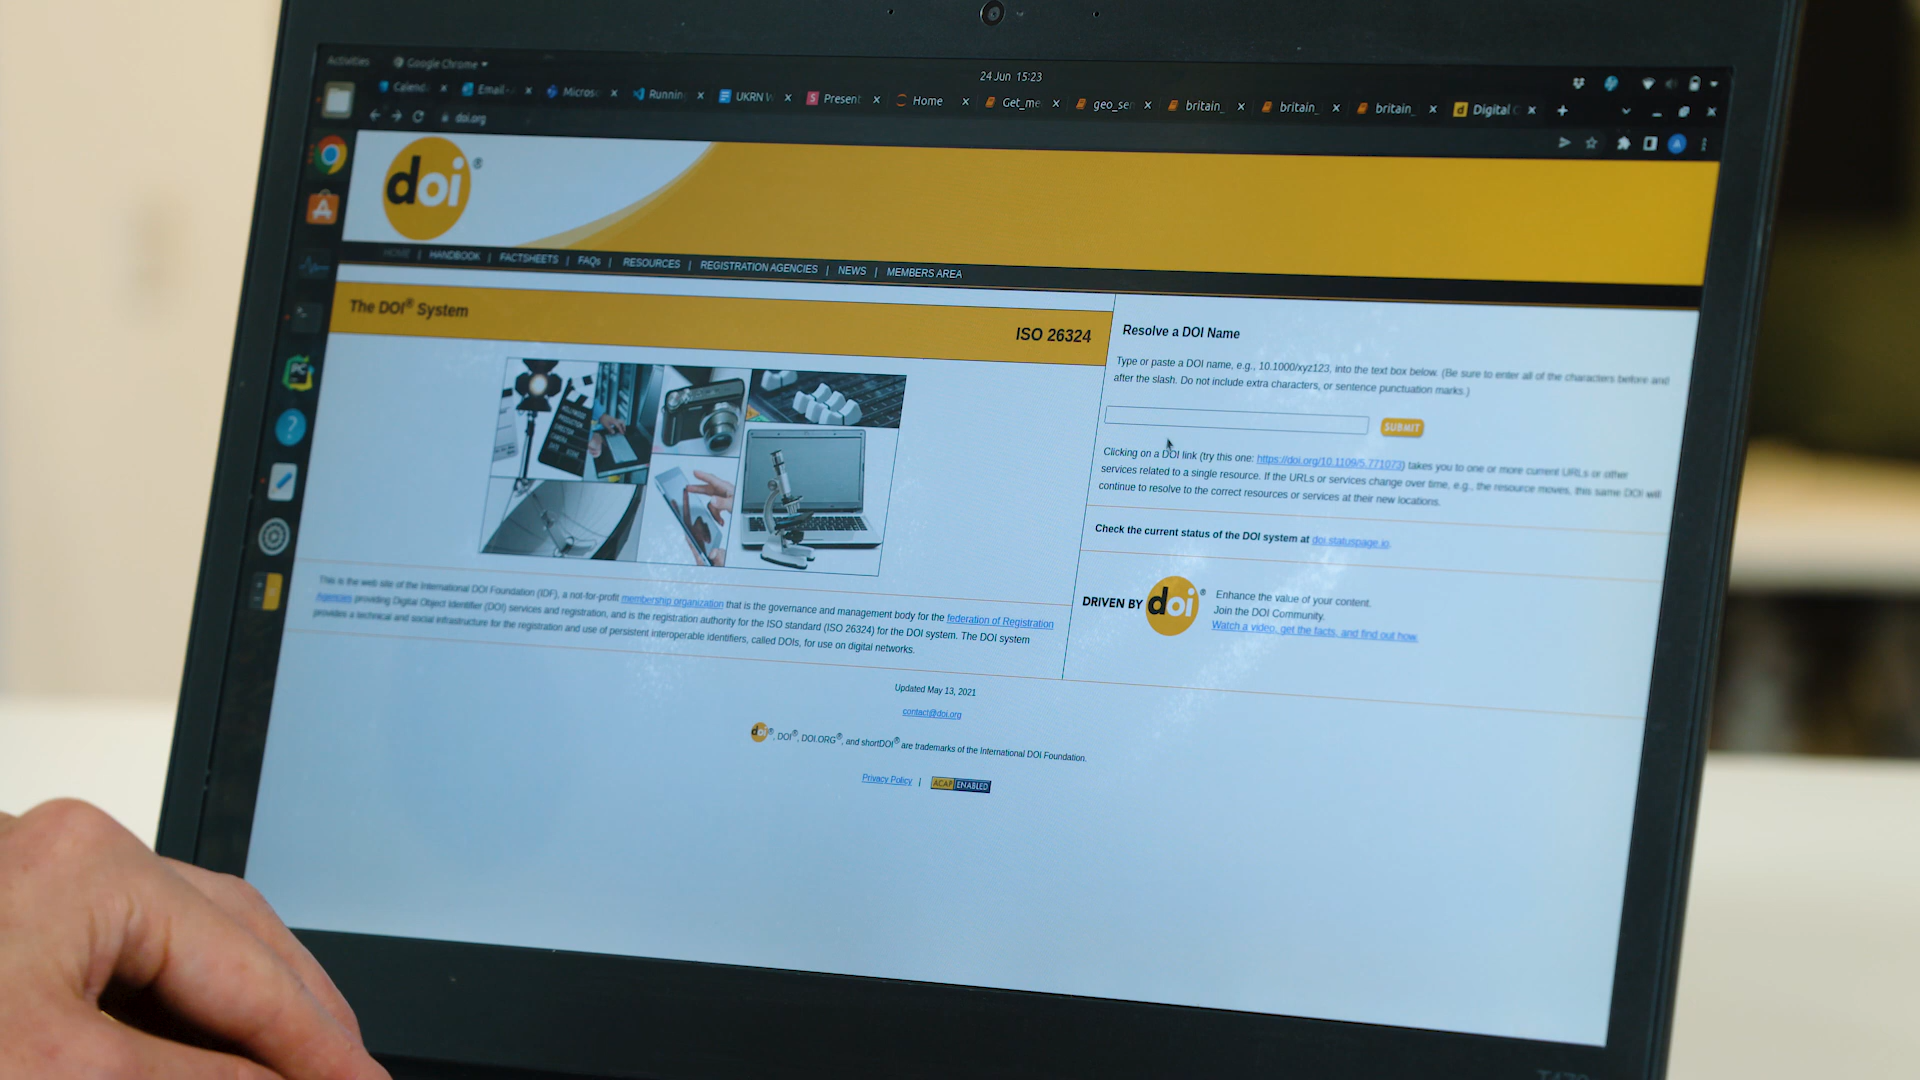 Activities
Google Chrome
24 Jun 15:23
Calend
Email -
Micros
Runnin
UKRN W
Present
Home
Get_me
geo_se
britain_
britain_
britain_
Digital
doi.org
doi®
HOME | HANDBOOK | FACTSHEETS | FAQs | RESOURCES | REGISTRATION AGENCIES | NEWS | MEMBERS AREA
The DOI® System
ISO 26324
This is the web site of the International DOI Foundation (IDF), a not-for-profit membership organization that is the governance and management body for the federation of Registration
Agencies providing Digital Object Identifier (DOI) services and registration, and is the registration authority for the ISO standard (ISO 26324) for the DOI system. The DOI system
provides a technical and social infrastructure for the registration and use of persistent interoperable identifiers, called DOIs, for use on digital networks.
Resolve a DOI Name
Type or paste a DOI name, e.g., 10.1000/xyz123, into the text box below. (Be sure to enter all of the characters before and
after the slash. Do not include extra characters, or sentence punctuation marks.)
SUBMIT
Clicking on a DOI link (try this one: https://doi.org/10.1109/5.771073) takes you to one or more current URLs or other
services related to a single resource. If the URLs or services change over time, e.g., the resource moves, this same DOI will
continue to resolve to the correct resources or services at their new locations.
Check the current status of the DOI system at doi.statuspage.io.
DRIVEN BY doi®
Enhance the value of your content.
Join the DOI Community.
Watch a video, get the facts, and find out how.
Updated May 13, 2021
contact@doi.org
doi®, DOI®, DOI.ORG®, and shortDOI® are trademarks of the International DOI Foundation.
Privacy Policy | ACAP ENABLED